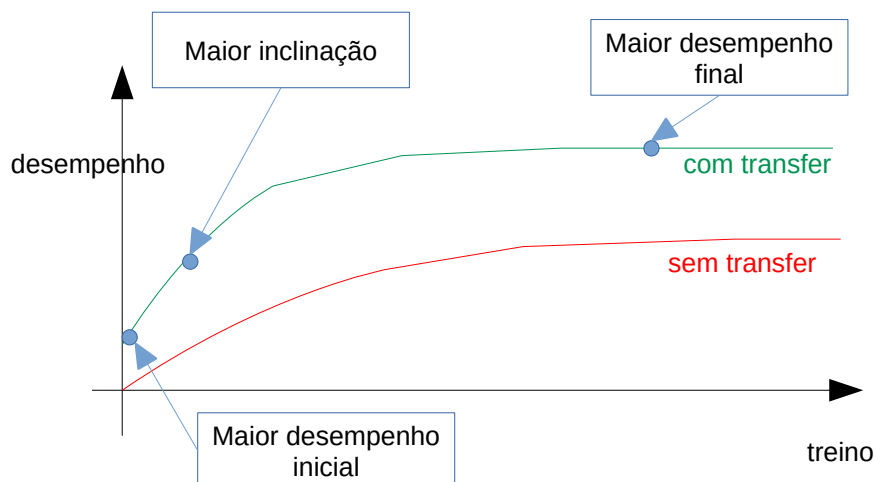 Maior inclinação
Maior desempenho
final
desempenho
com transfer
sem transfer
Maior desempenho
inicial
treino